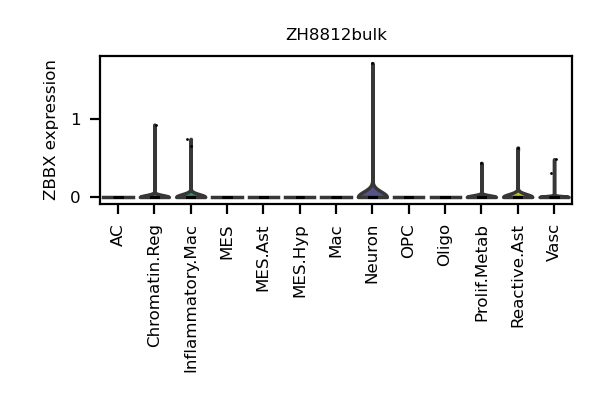 ZH8812bulk
ZBBX expression
1
0
AC
Chromatin.Reg
Inflammatory.Mac
MES
MES.Ast
MES.Hyp
Mac
Neuron
OPC
Oligo
Prolif.Metab
Reactive.Ast
Vasc